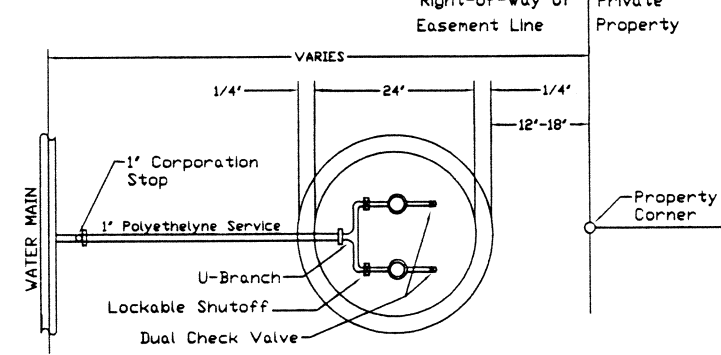 Right-of-Way or Private
Easement Line Property
VARIES
1/4" 24" 1/4"
12"-18"
1" Corporation
Stop
WATER MAIN
1" Polyethelyne Service
Property
Corner
U-Branch
Lockable Shutoff
Dual Check Valve